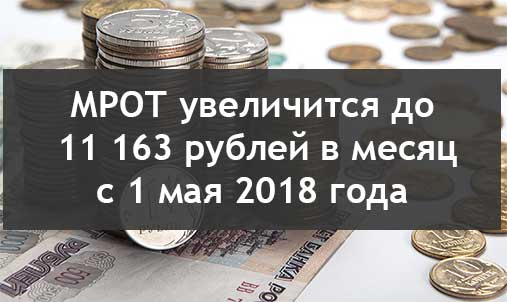 МРОТ увеличится до
11 163 рублей в месяц
с 1 мая 2018 года